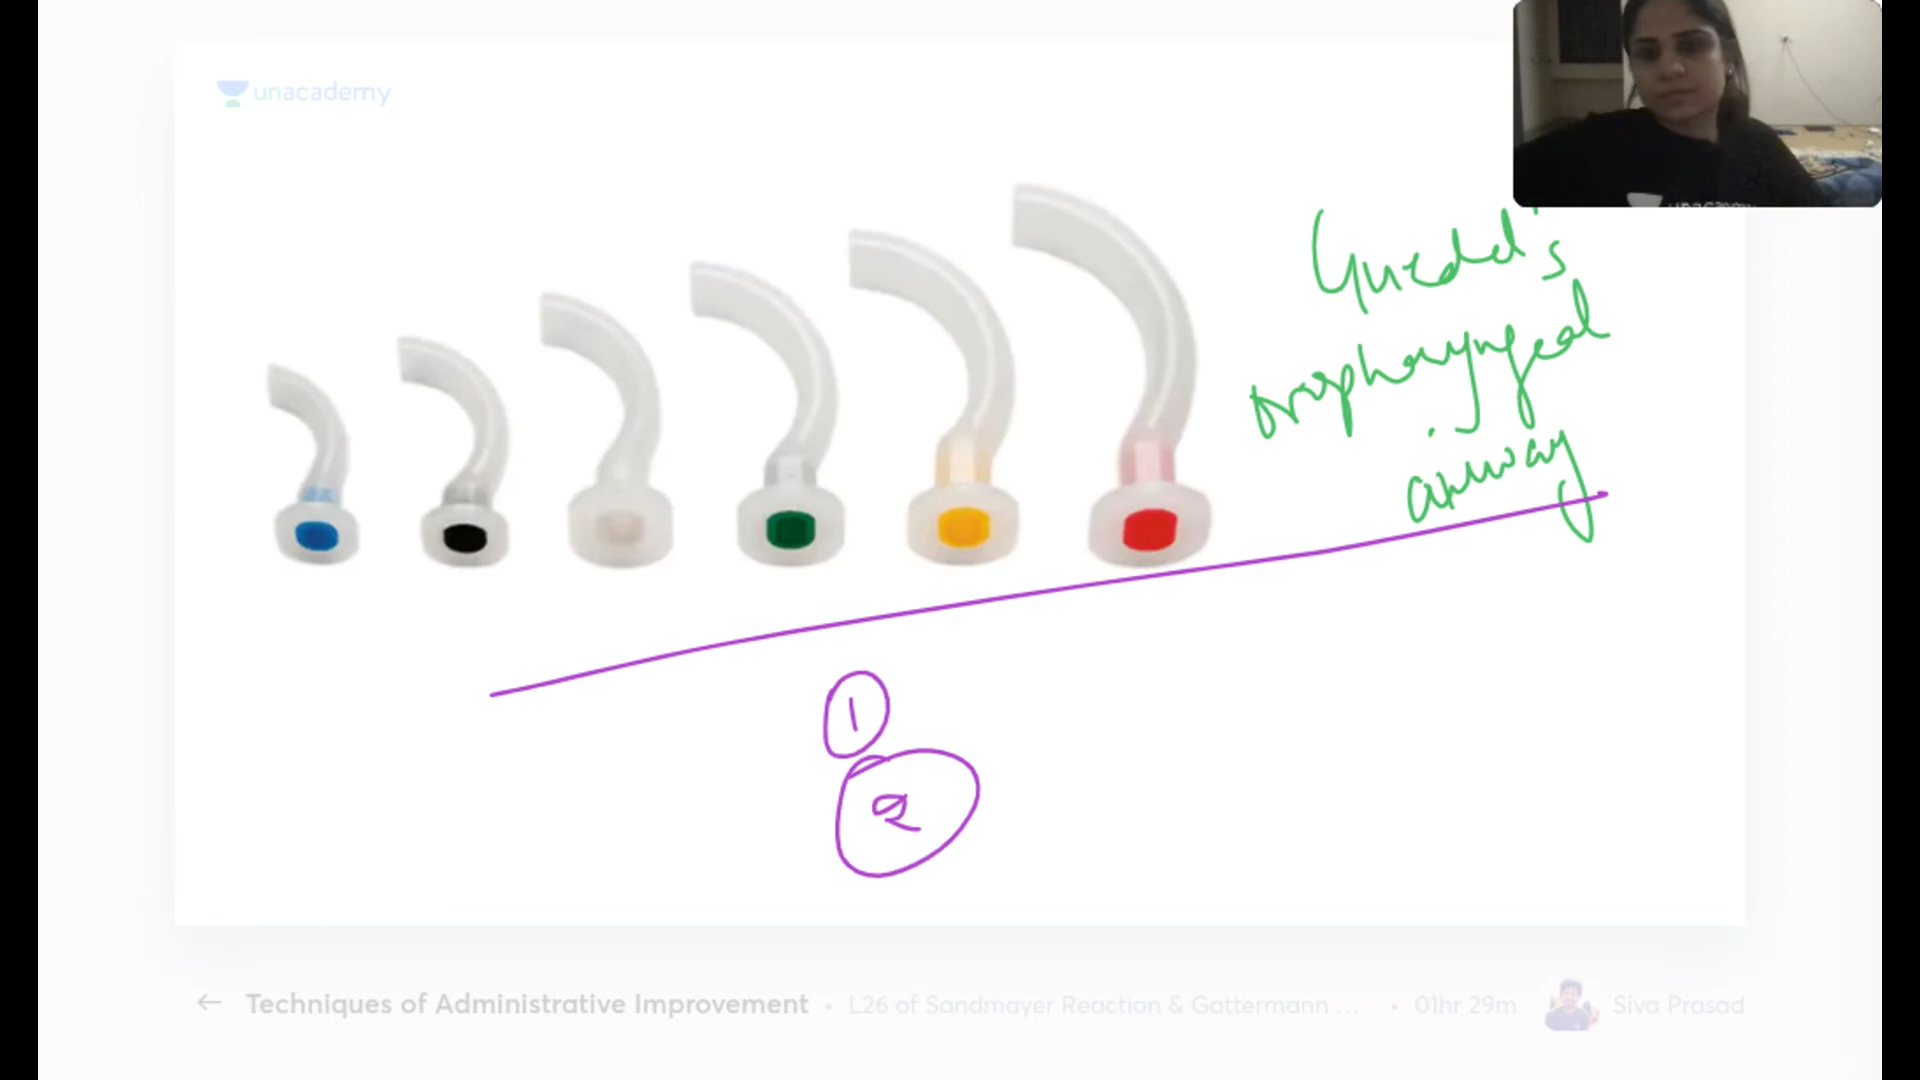 unacademy
Guedel's
oropharyngeal
airway
1
2
unacademy
Techniques of Administrative Improvement • L26 of Sandmayer Reaction & Gattermann ... • 01hr 29m Siva Prasad